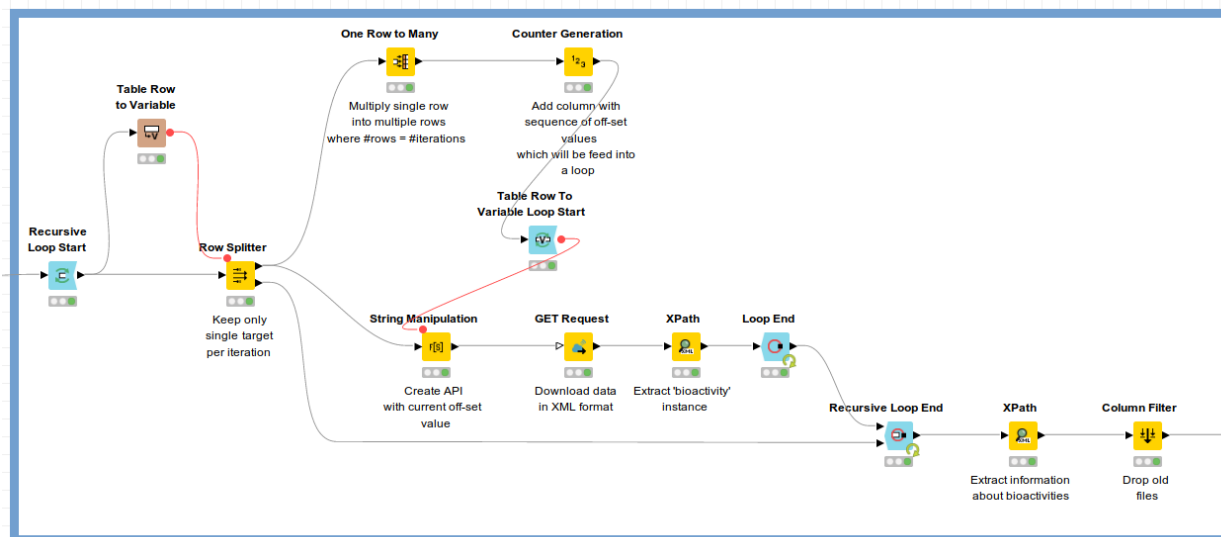 One Row to Many
Multiply single row
into multiple rows
where #rows = #iterations
Counter Generation
Add column with
sequence of off-set
values
which will be feed into
a loop
Table Row
to Variable
Table Row To
Variable Loop Start
Recursive
Loop Start
Row Splitter
Keep only
single target
per iteration
String Manipulation
Create API
with current off-set
value
GET Request
Download data
in XML format
XPath
Extract 'bioactivity'
instance
Loop End
Recursive Loop End
XPath
Extract information
about bioactivities
Column Filter
Drop old
files